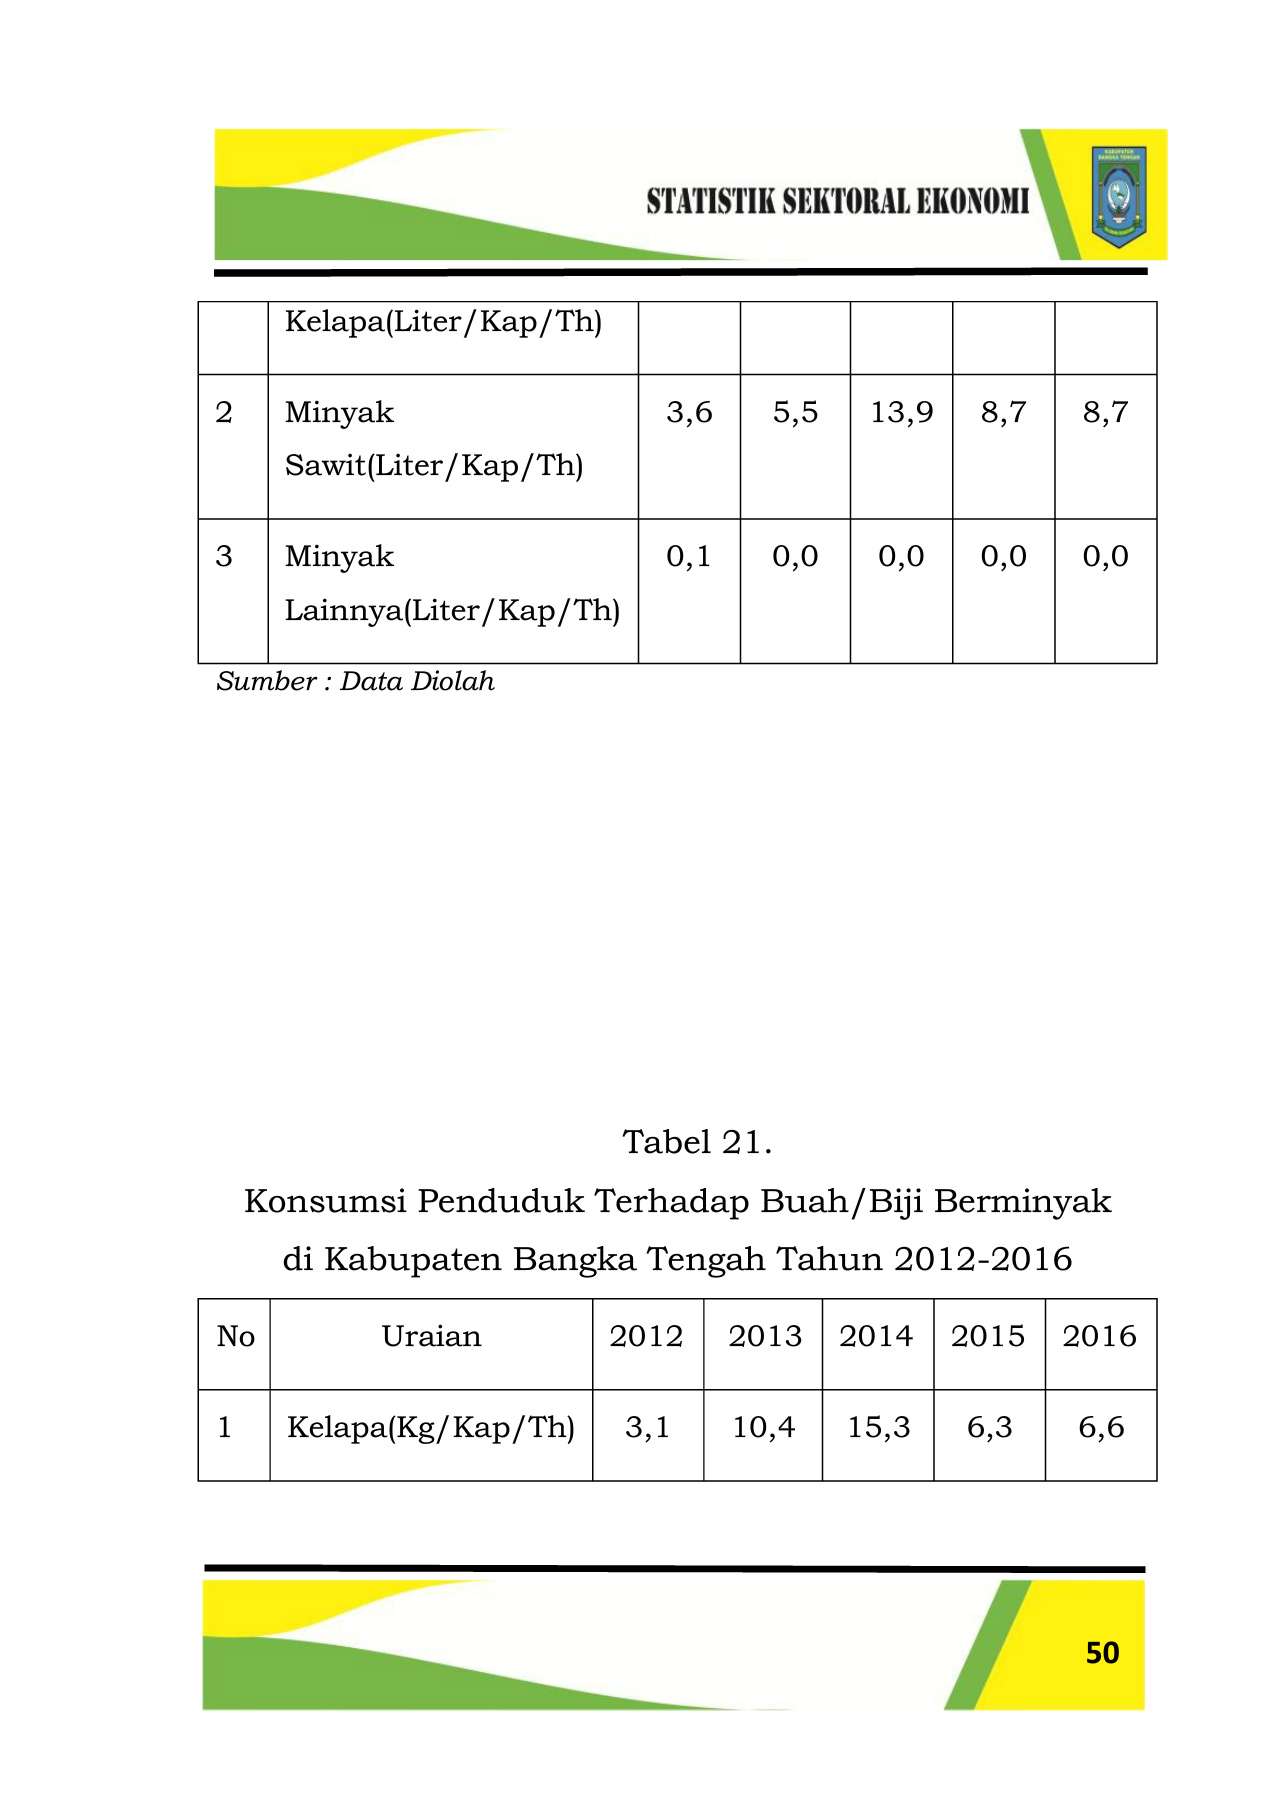 KABUPATEN
BANGKA TENGAH
STATISTIK SEKTORAL EKONOMI
Kelapa(Liter/Kap/Th)
2 Minyak 3,6 5,5 13,9 8,7 8,7
Sawit(Liter/Kap/Th)
3 Minyak 0,1 0,0 0,0 0,0 0,0
Lainnya(Liter/Kap/Th)
Sumber : Data Diolah
Tabel 21.
Konsumsi Penduduk Terhadap Buah/Biji Berminyak
di Kabupaten Bangka Tengah Tahun 2012-2016
No Uraian 2012 2013 2014 2015 2016
1 Kelapa(Kg/Kap/Th) 3,1 10,4 15,3 6,3 6,6
50